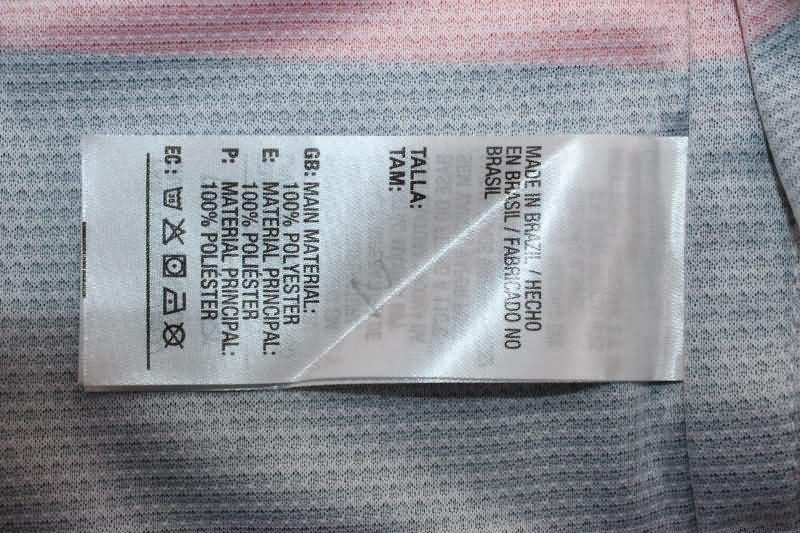 MADE IN BRAZIL / HECHO
EN BRASIL / FABRICADO NO
BRASIL
TALLA:
TAM:
GB: MAIN MATERIAL:
100% POLYESTER
E: MATERIAL PRINCIPAL:
100% POLIÉSTER
P: MATERIAL PRINCIPAL:
100% POLIÉSTER
EC: